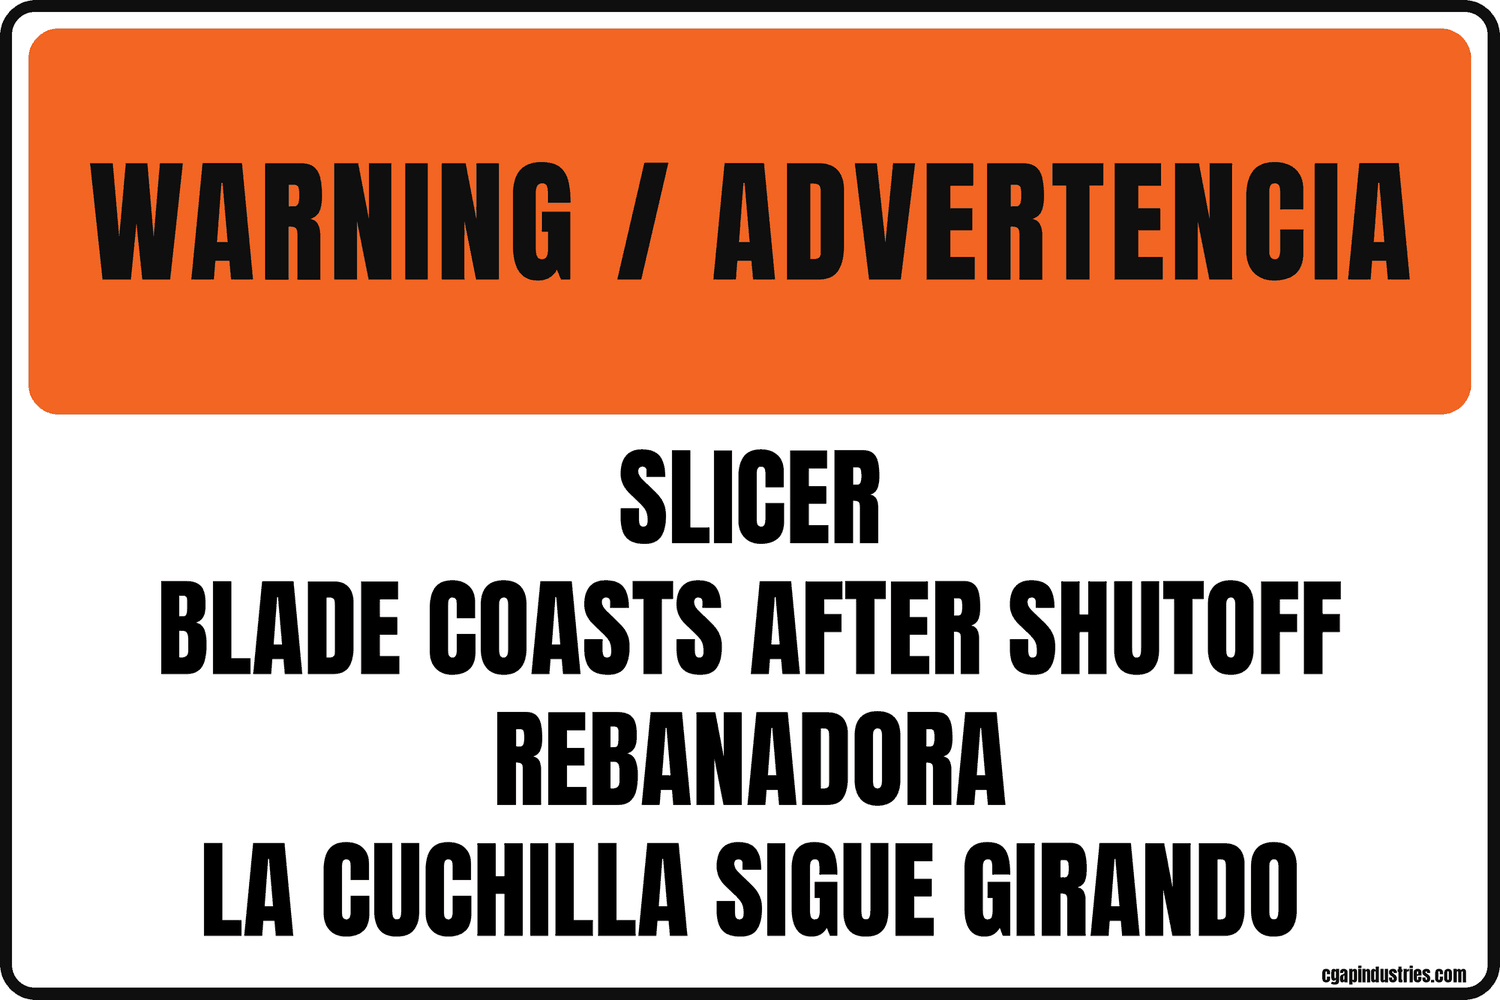 WARNING / ADVERTENCIA
SLICER
BLADE COASTS AFTER SHUTOFF
REBANADORA
LA CUCHILLA SIGUE GIRANDO
cgapindustries.com